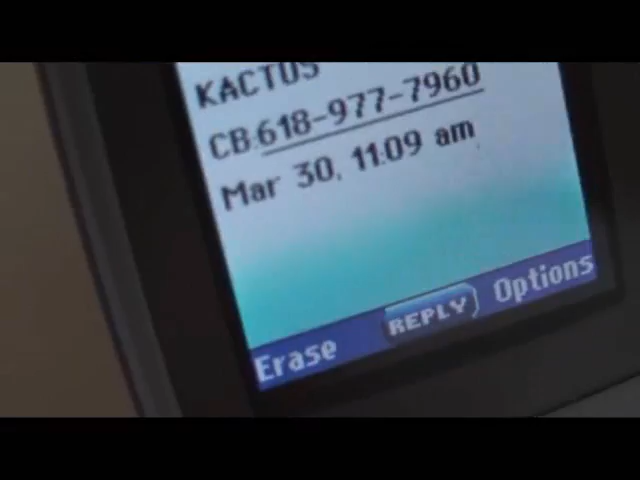 KACTUS
CB:618-977-7960
Mar 30, 11:09 am
Erase
REPLY
Options